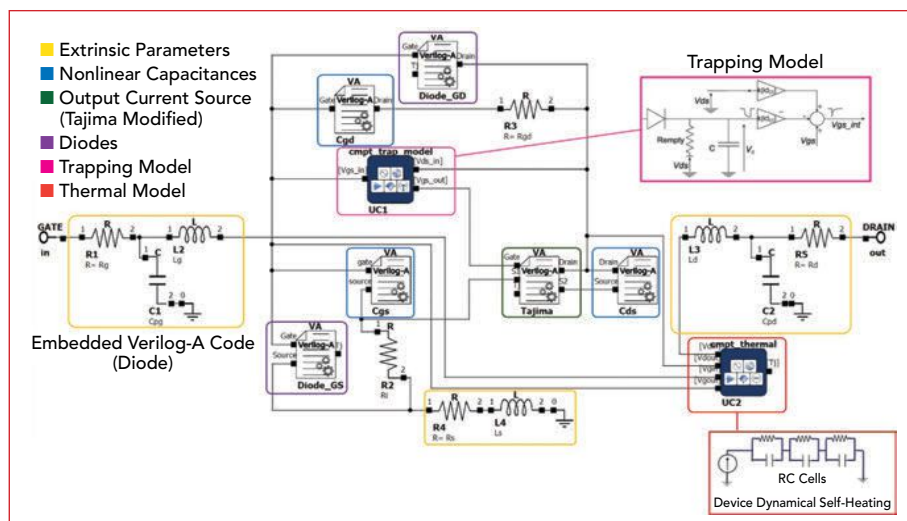 Extrinsic Parameters
Nonlinear Capacitances
Output Current Source
(Tajima Modified)
Diodes
Trapping Model
Thermal Model
VA
Gate
Verilog-A
Drain
Diode_GD
VA
Gate
Verilog-A
Drain
Cgd
R
1
2
R3
R= Rgd
Trapping Model
Vds
Vgs_int
Vgs
Rempty
C
Vds
cmpt_trap_model
[Vgs_in]
[Vds_in]
[Vgs_out]
UC1
GATE
in
1
R
2
R1
R= Rg
L
1
2
L2
Lg
1
C
C1
Cpg
2
0
Embedded Verilog-A Code
(Diode)
VA
gate
Verilog-A
source
Cgs
VA
Gate
Verilog-A
Drain
S2
Tajima
VA
Drain
Verilog-A
Source
Cds
L
1
2
L3
Ld
1
C
C2
Cpd
2
0
1
R
2
R5
R= Rd
DRAIN
out
VA
Gate
Verilog-A
Source
Diode_GS
1
R
2
R2
Ri
1
R
2
R4
R= Rs
1
L
2
0
L4
Ls
cmpt_thermal
UC2
RC Cells
Device Dynamical Self-Heating